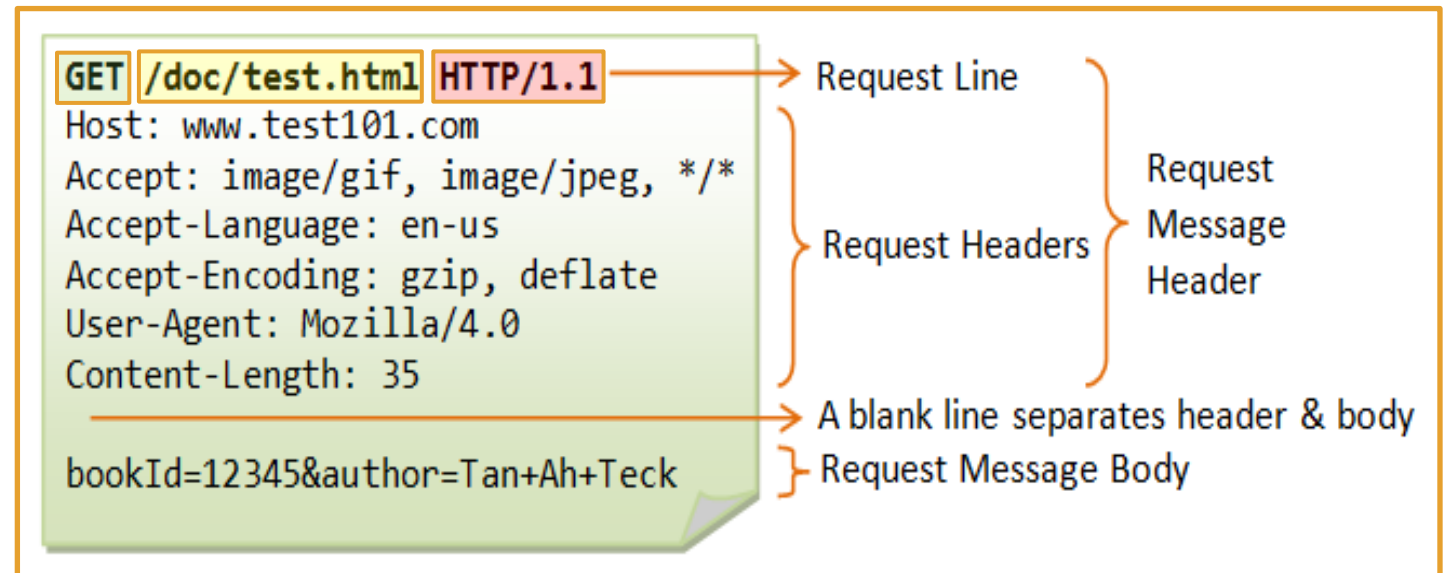 GET /doc/test.html HTTP/1.1
Host: www.test101.com
Accept: image/gif, image/jpeg, */*
Accept-Language: en-us
Accept-Encoding: gzip, deflate
User-Agent: Mozilla/4.0
Content-Length: 35
bookId=12345&author=Tan+Ah+Teck
Request Line
Request Headers
Request
Message
Header
A blank line separates header & body
Request Message Body